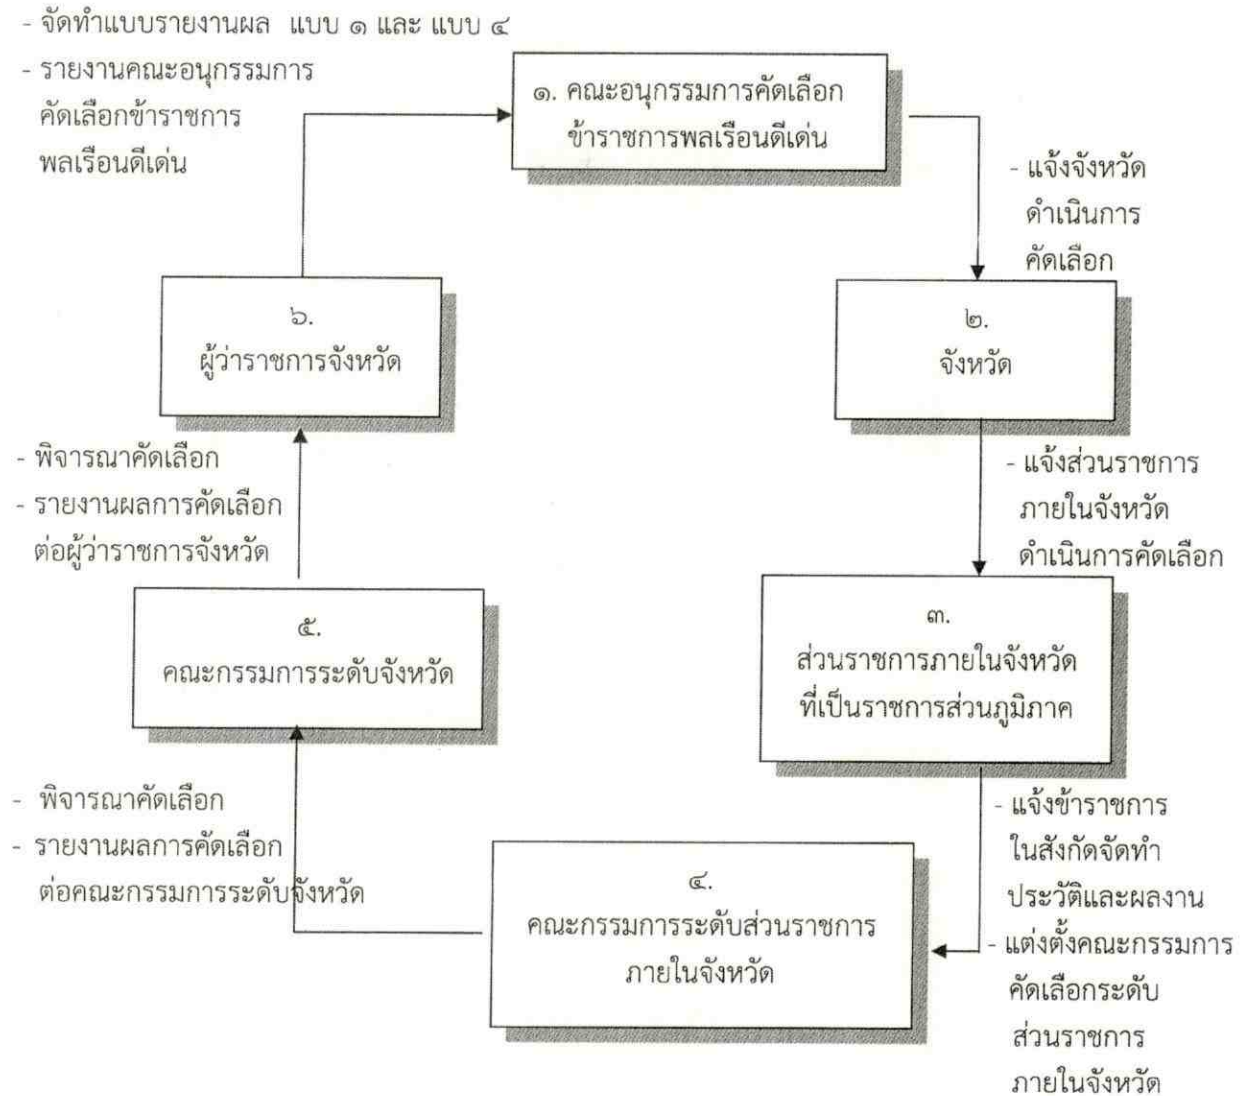 - จัดทำแบบรายงานผล แบบ ๑ และ แบบ ๔
- รายงานคณะอนุกรรมการ
คัดเลือกข้าราชการ
พลเรือนดีเด่น
๑. คณะอนุกรรมการคัดเลือก
ข้าราชการพลเรือนดีเด่น
- แจ้งจังหวัด
ดำเนินการ
คัดเลือก
๒.
จังหวัด
- แจ้งส่วนราชการ
ภายในจังหวัด
ดำเนินการคัดเลือก
๓.
ส่วนราชการภายในจังหวัด
ที่เป็นราชการส่วนภูมิภาค
- แจ้งข้าราชการ
ในสังกัดจัดทำ
ประวัติและผลงาน
- แต่งตั้งคณะกรรมการ
คัดเลือกระดับ
ส่วนราชการ
ภายในจังหวัด
๔.
คณะกรรมการระดับส่วนราชการ
ภายในจังหวัด
- พิจารณาคัดเลือก
- รายงานผลการคัดเลือก
ต่อคณะกรรมการระดับจังหวัด
๕.
คณะกรรมการระดับจังหวัด
- พิจารณาคัดเลือก
- รายงานผลการคัดเลือก
ต่อผู้ว่าราชการจังหวัด
๖.
ผู้ว่าราชการจังหวัด